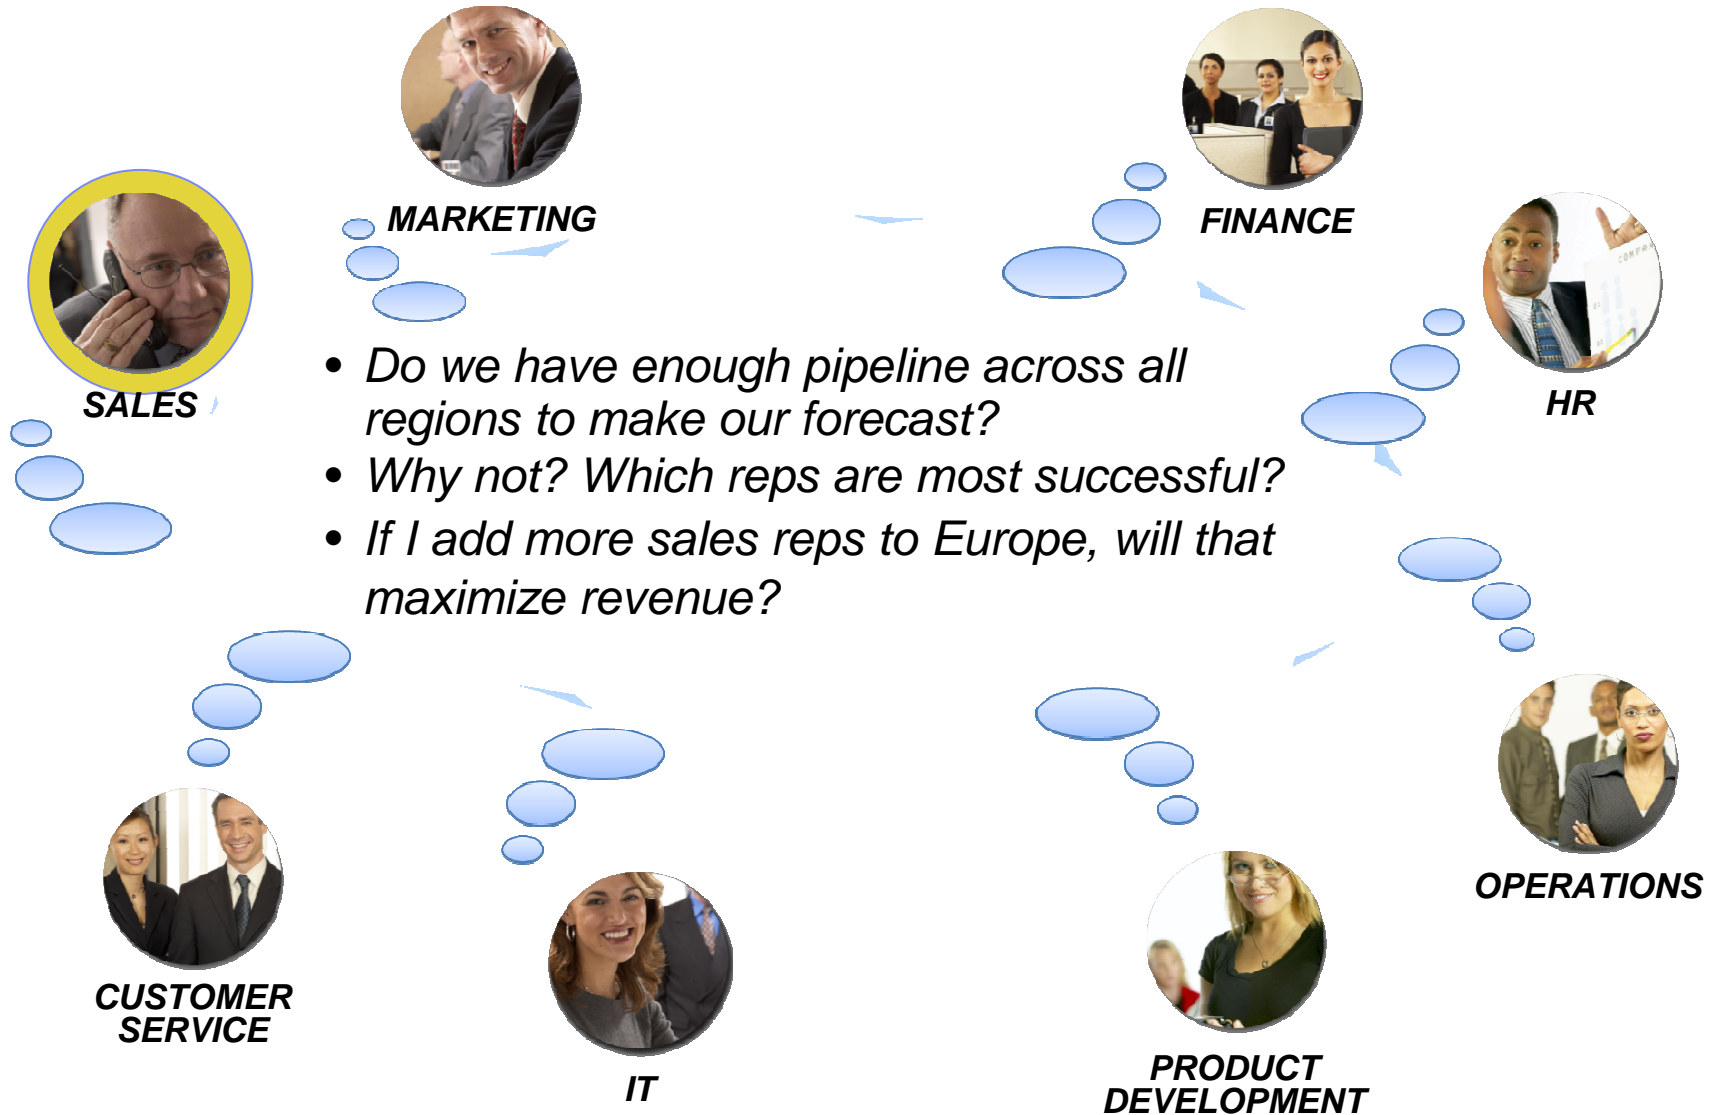 MARKETING
FINANCE
SALES
HR
• Do we have enough pipeline across all
regions to make our forecast?
• Why not? Which reps are most successful?
• If I add more sales reps to Europe, will that
maximize revenue?
OPERATIONS
CUSTOMER
SERVICE
IT
PRODUCT
DEVELOPMENT